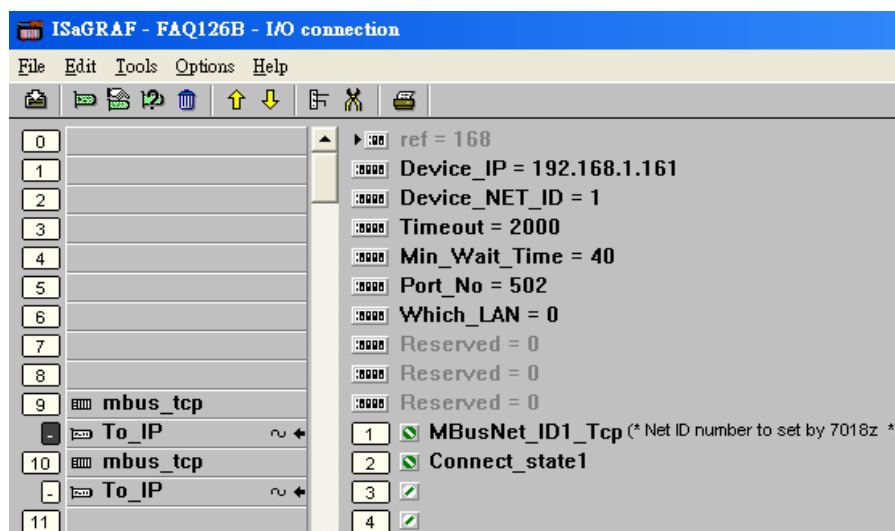 ISaGRAF - FAQ126B - I/O connection
File Edit Tools Options Help
0
1
2
3
4
5
6
7
8
9 mbus_tcp
- To_IP
10 mbus_tcp
- To_IP
11
ref = 168
Device_IP = 192.168.1.161
Device_NET_ID = 1
Timeout = 2000
Min_Wait_Time = 40
Port_No = 502
Which_LAN = 0
Reserved = 0
Reserved = 0
Reserved = 0
1 MBusNet_ID1_Tcp (* Net ID number to set by 7018z *
2 Connect_state1
3
4